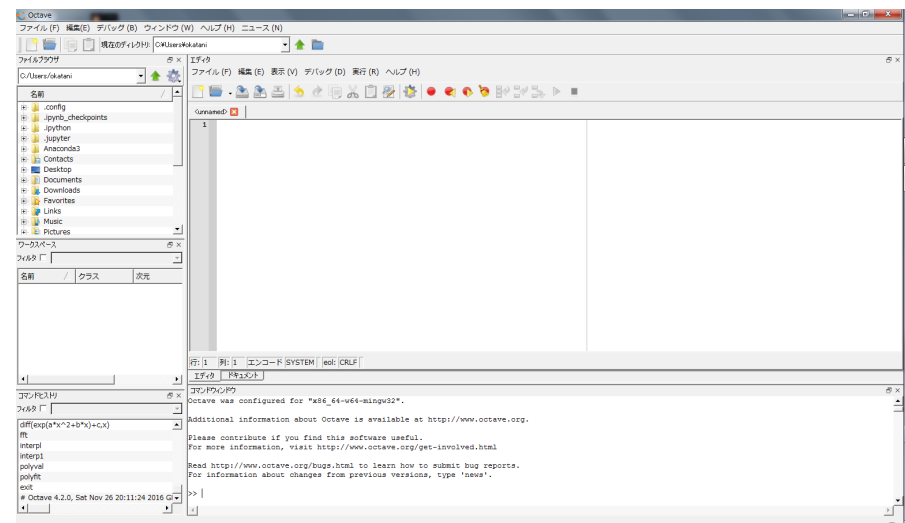 Octave
ファイル(F) 編集(E) デバッグ(B) ウィンドウ(W) ヘルプ(H) ニュース(N)
現在のディレクトリ: C:¥Users¥okatani
ファイルブラウザ
C:/Users/okatani
名前
.config
.ipynb_checkpoints
.ipython
.jupyter
Anaconda3
Contacts
Desktop
Documents
Downloads
Favorites
Links
Music
Pictures
ワークスペース
フィルタ
名前 クラス 次元
コマンドヒストリ
フィルタ
diff(exp(a*x^2+b*x)+c,x)
fft
interpl
interp1
polyval
polyfit
exit
# Octave 4.2.0, Sat Nov 26 20:11:24 2016 G
エディタ
ファイル(F) 編集(E) 表示(V) デバッグ(D) 実行(R) ヘルプ(H)
<unnamed>
1
行: 1 列: 1 エンコード SYSTEM eol: CRLF
エディタ ドキュメント
コマンドウィンドウ
Octave was configured for "x86_64-w64-mingw32".
Additional information about Octave is available at http://www.octave.org.
Please contribute if you find this software useful.
For more information, visit http://www.octave.org/get-involved.html
Read http://www.octave.org/bugs.html to learn how to submit bug reports.
For information about changes from previous versions, type 'news'.
>>